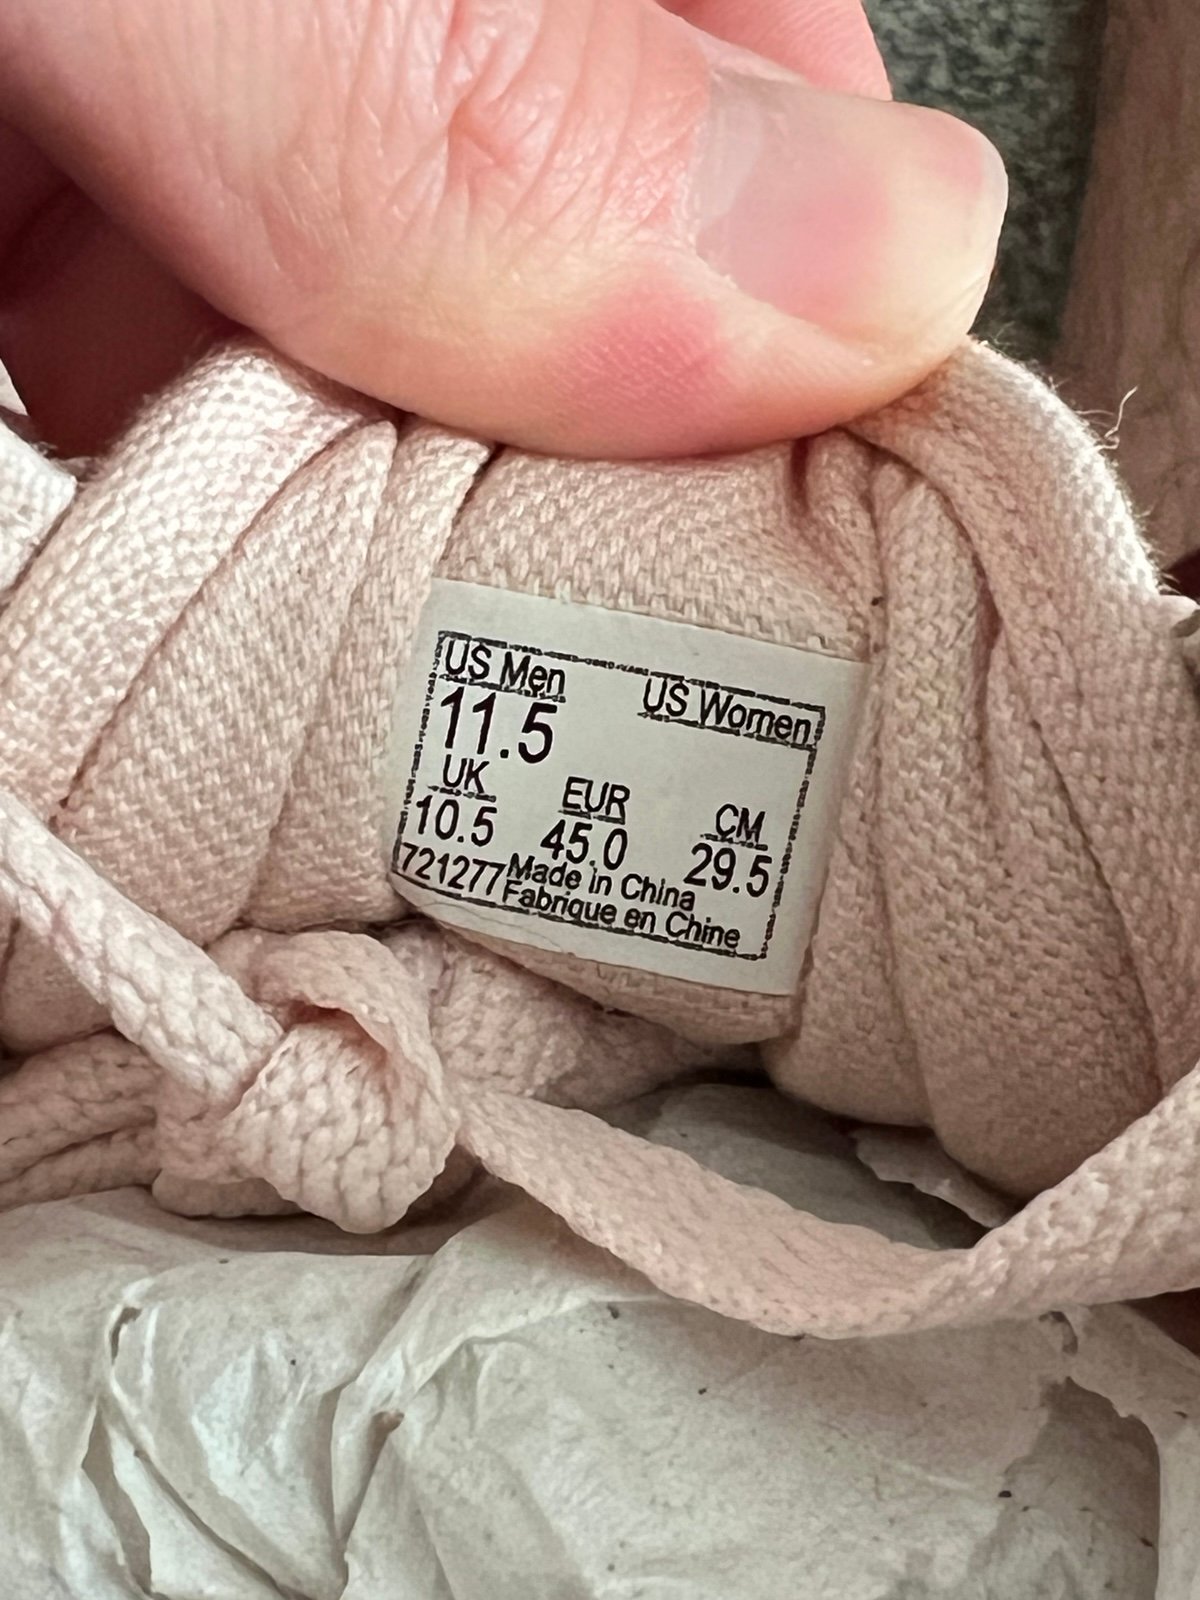 US Men US Women
11.5
UK EUR CM
10.5 45.0 29.5
721277 Made in China
Fabrique en Chine